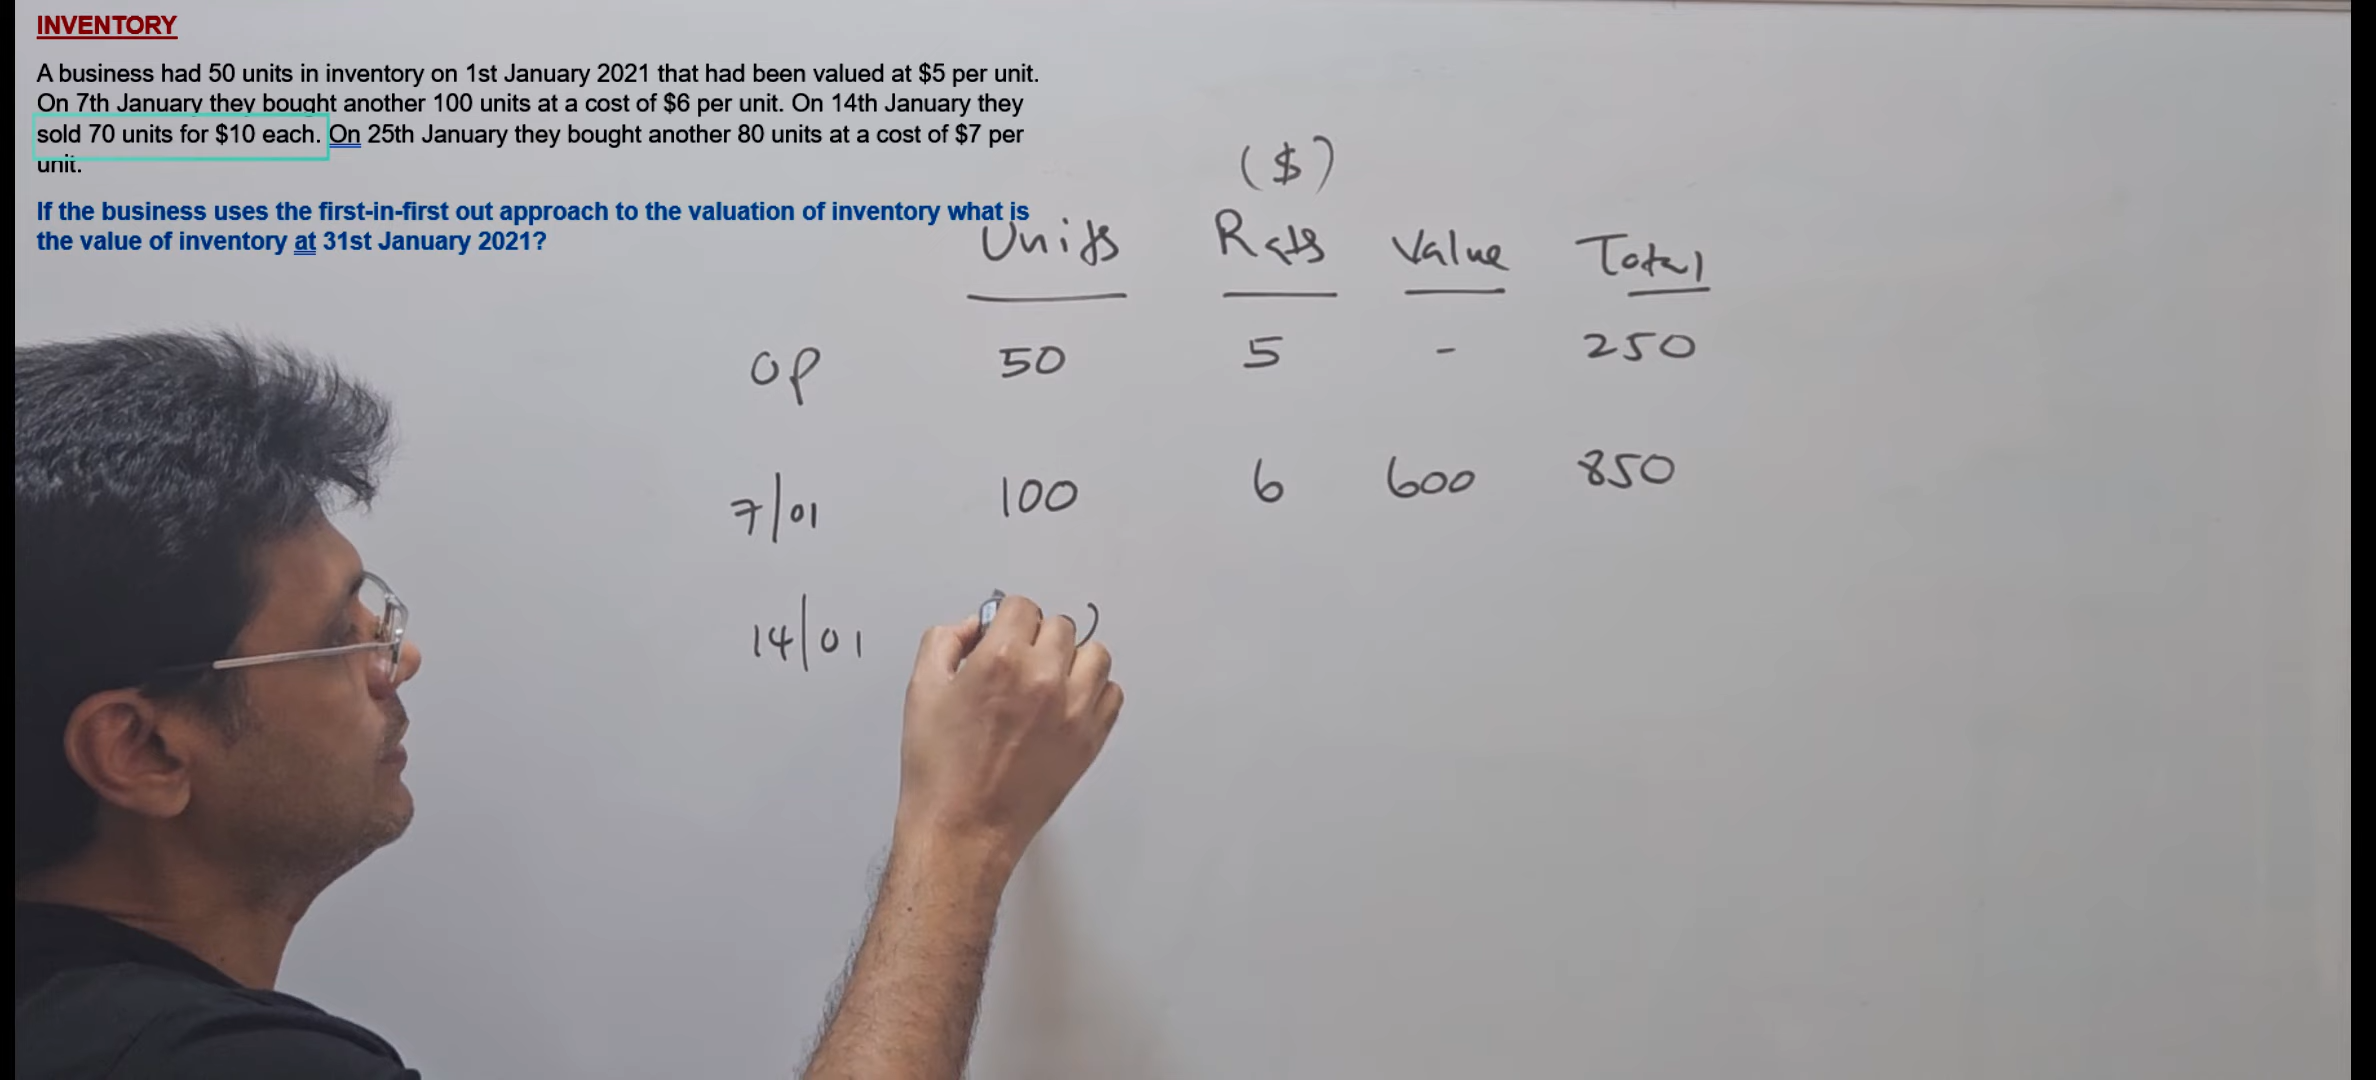 INVENTORY
A business had 50 units in inventory on 1st January 2021 that had been valued at $5 per unit.
On 7th January they bought another 100 units at a cost of $6 per unit. On 14th January they
sold 70 units for $10 each. On 25th January they bought another 80 units at a cost of $7 per
unit.
If the business uses the first-in-first out approach to the valuation of inventory what is
the value of inventory at 31st January 2021?
($)
Units Rate Value Total
OP 50 5 - 250
7/01 100 6 600 850
14/01